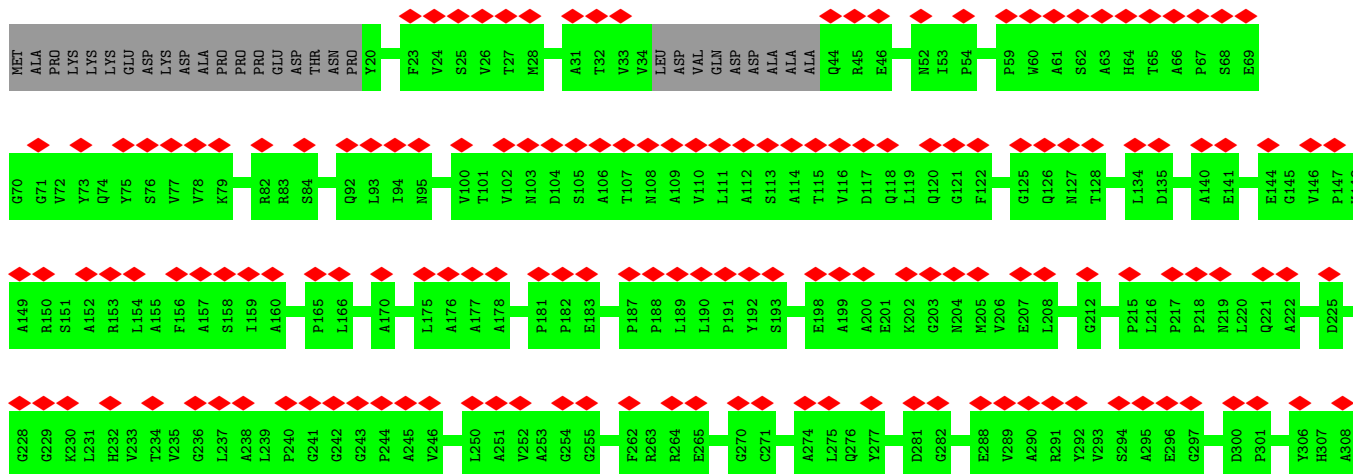 MET ALA PRO LYS LYS LYS GLU ASP LYS ASP ALA PRO PRO PRO GLU ASP THR ASN PRO Y20 F23 V24 S25 V26 T27 M28 A31 T32 V33 V34 LEU ASP VAL GLN ASP ASP ALA ALA ALA Q44 R45 E46 N52 I53 P54 P59 W60 A61 S62 A63 H64 T65 A66 P67 S68 E69
G70 G71 V72 Y73 Q74 Y75 S76 V77 V78 K79 R82 R83 S84 Q92 L93 I94 N95 V100 T101 V102 N103 D104 S105 A106 T107 N108 A109 V110 L111 A112 S113 A114 T115 V116 D117 Q118 L119 Q120 G121 F122 G125 Q126 N127 T128 L134 D135 A140 E141 E144 G145 V146 P147
A149 R150 S151 A152 R153 L154 A155 F156 A157 S158 I159 A160 P165 L166 A170 L175 A176 A177 A178 P181 P182 E183 P187 P188 L189 L190 P191 Y192 S193 E198 A199 A200 E201 K202 G203 N204 M205 V206 E207 L208 G212 P215 L216 P217 P218 N219 L220 Q221 A222 D225
G228 G229 K230 L231 H232 V233 T234 V235 G236 L237 A238 L239 P240 G241 G242 G243 P244 A245 V246 L250 A251 V252 A253 G254 G255 F262 R263 R264 E265 G270 C271 A274 L275 Q276 Y277 D281 G282 E288 V289 A290 R291 Y292 V293 S294 A295 E296 G297 D300 P301 Y306 H307 A308